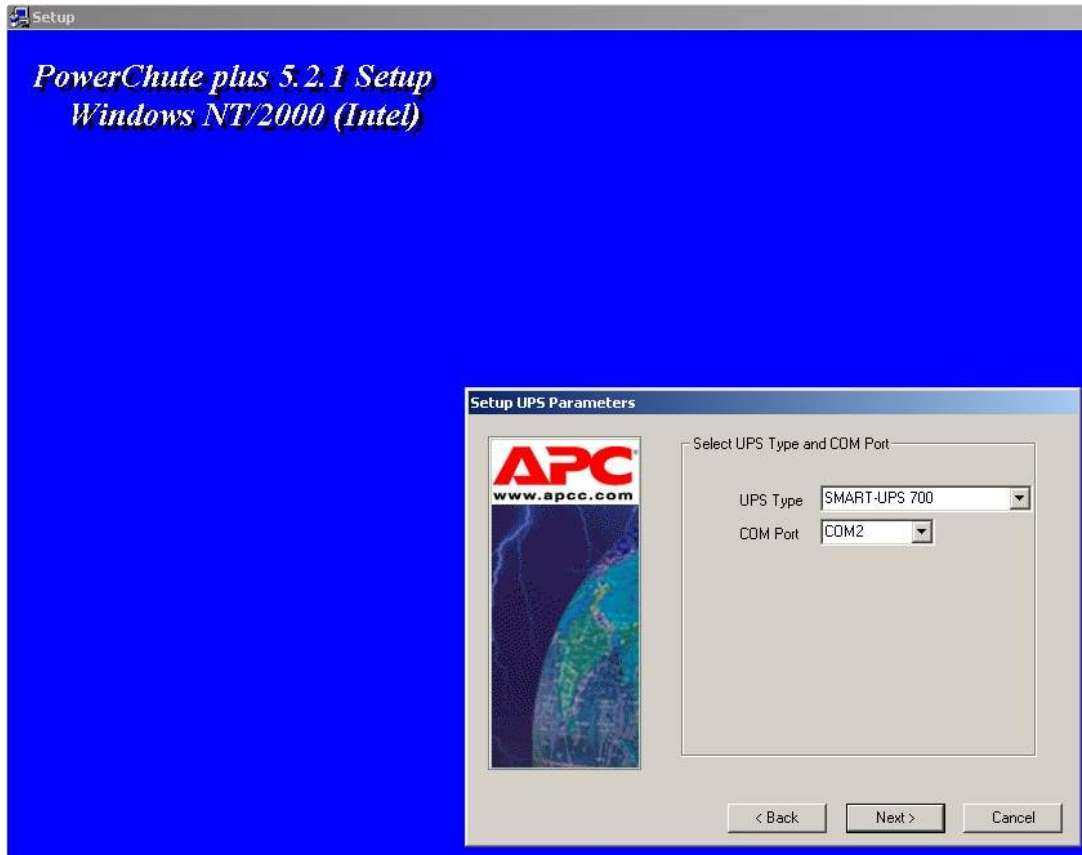 Setup
PowerChute plus 5.2.1 Setup
Windows NT/2000 (Intel)
Setup UPS Parameters
APC
www.apcc.com
Select UPS Type and COM Port
UPS Type SMART-UPS 700
COM Port COM2
< Back Next > Cancel